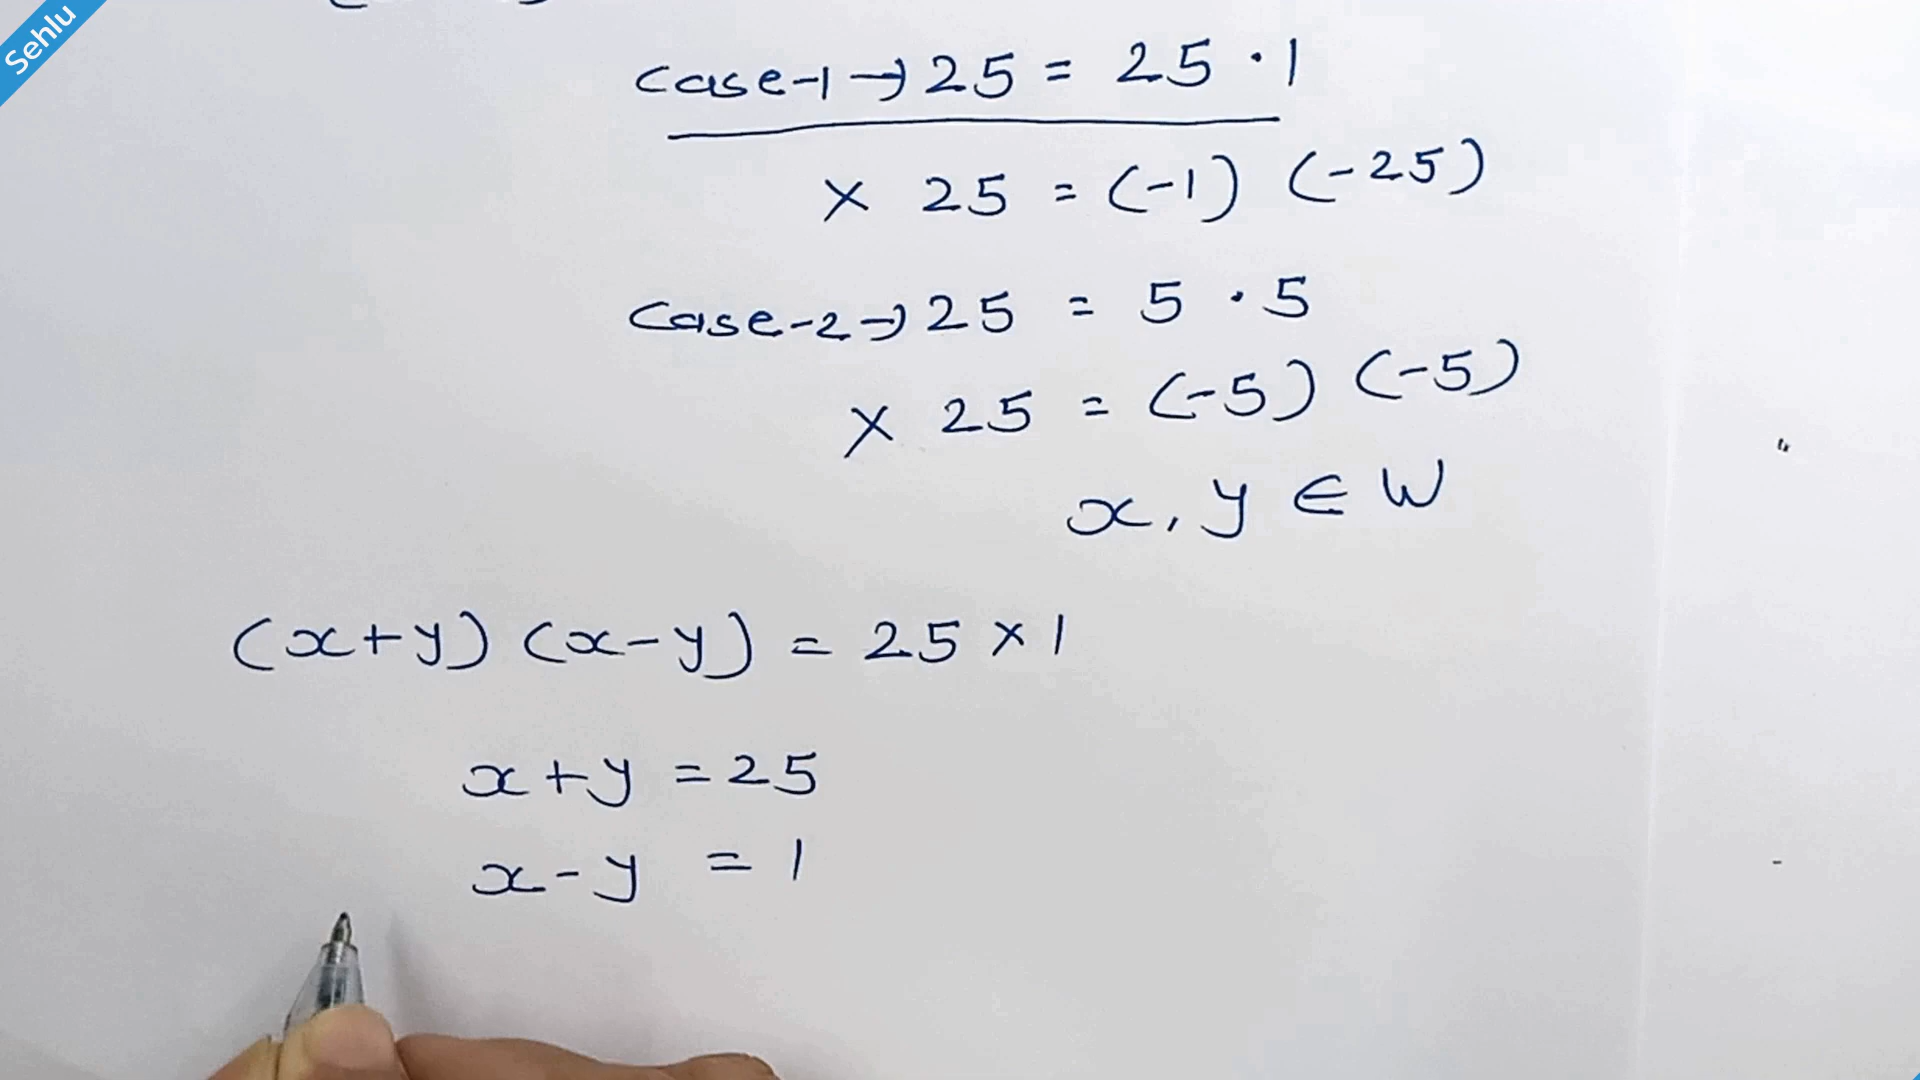 Sehlu
Case-1→ 25 = 25 · 1
× 25 = (-1) (-25)
Case-2→ 25 = 5 · 5
× 25 = (-5) (-5)
x, y ∈ W
(x+y) (x-y) = 25 × 1
x+y = 25
x-y = 1